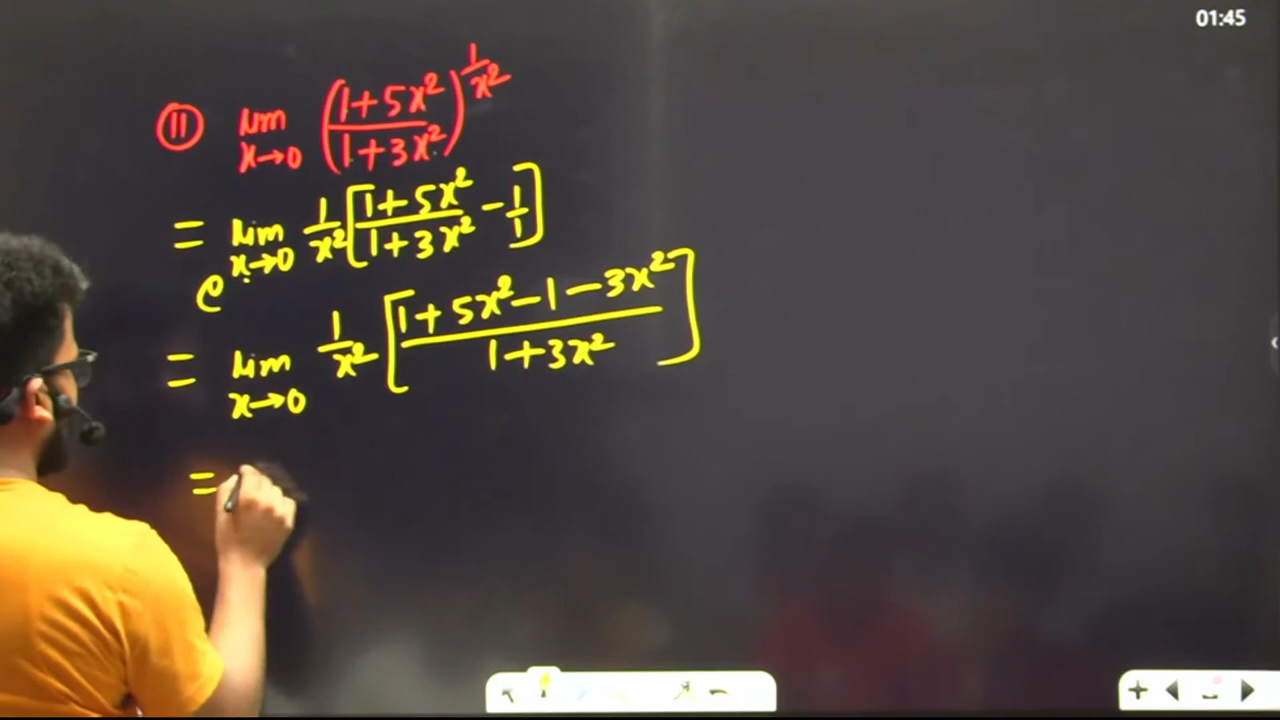 01:45
⑪ lim x→0 ((1+5x²)/(1+3x²))^(1/x²)
= e^ lim x→0 1/x² [(1+5x²)/(1+3x²) - 1/1]
= lim x→0 1/x² [(1+5x²-1-3x²)/(1+3x²)]
=